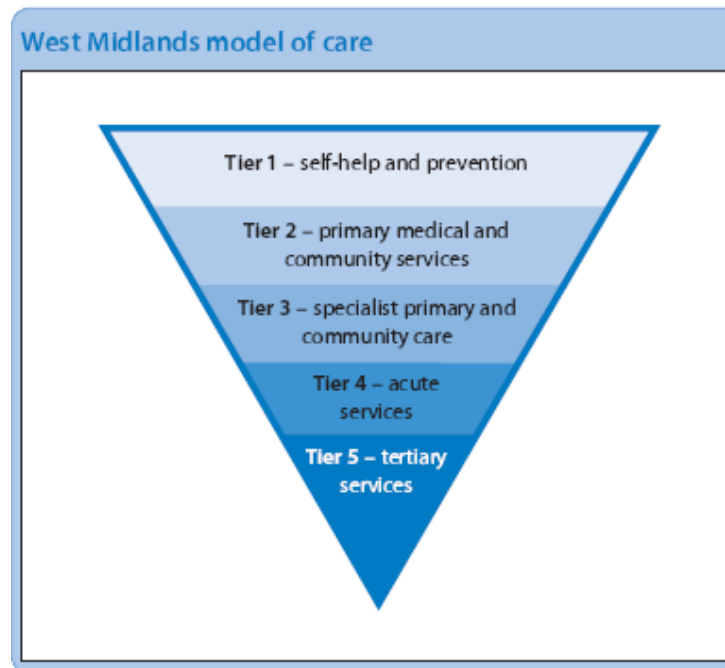 West Midlands model of care
Tier 1 – self-help and prevention
Tier 2 – primary medical and
community services
Tier 3 – specialist primary and
community care
Tier 4 – acute
services
Tier 5 – tertiary
services